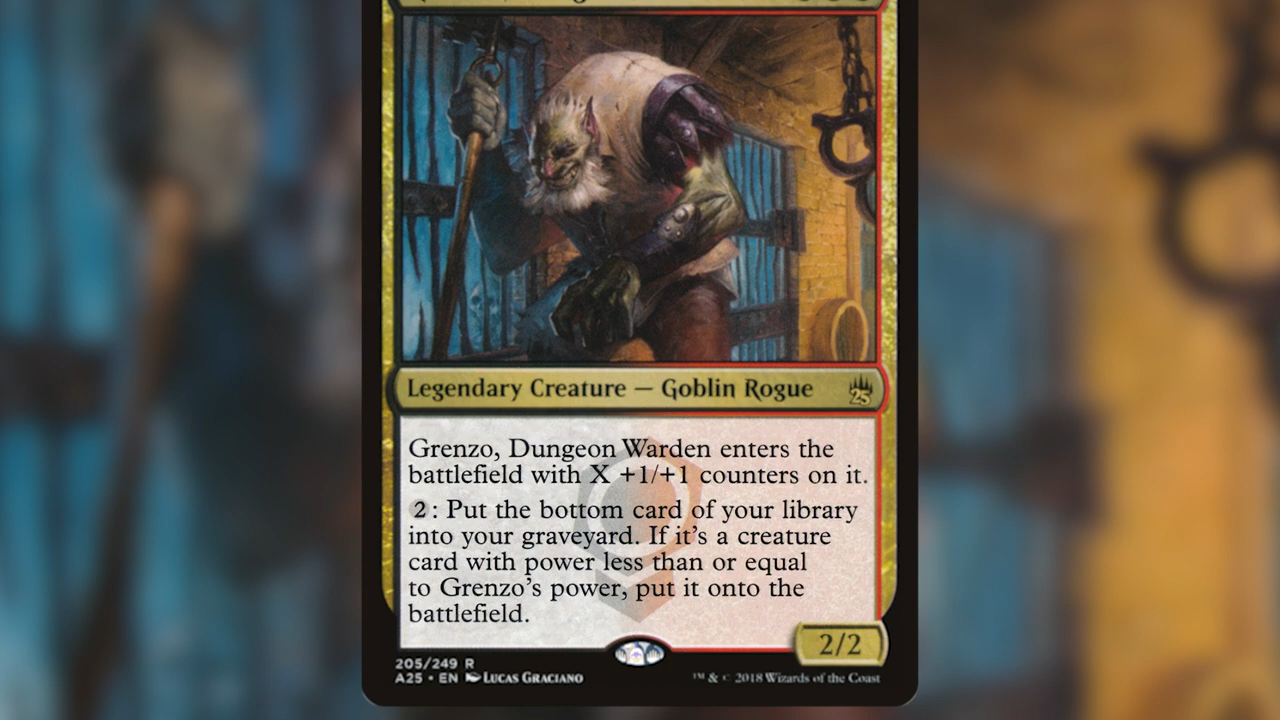 Legendary Creature — Goblin Rogue
25
Grenzo, Dungeon Warden enters the
battlefield with X +1/+1 counters on it.
2: Put the bottom card of your library
into your graveyard. If it's a creature
card with power less than or equal
to Grenzo's power, put it onto the
battlefield.
2/2
205/249 R
A25 • EN LUCAS GRACIANO
™ & © 2018 Wizards of the Coast